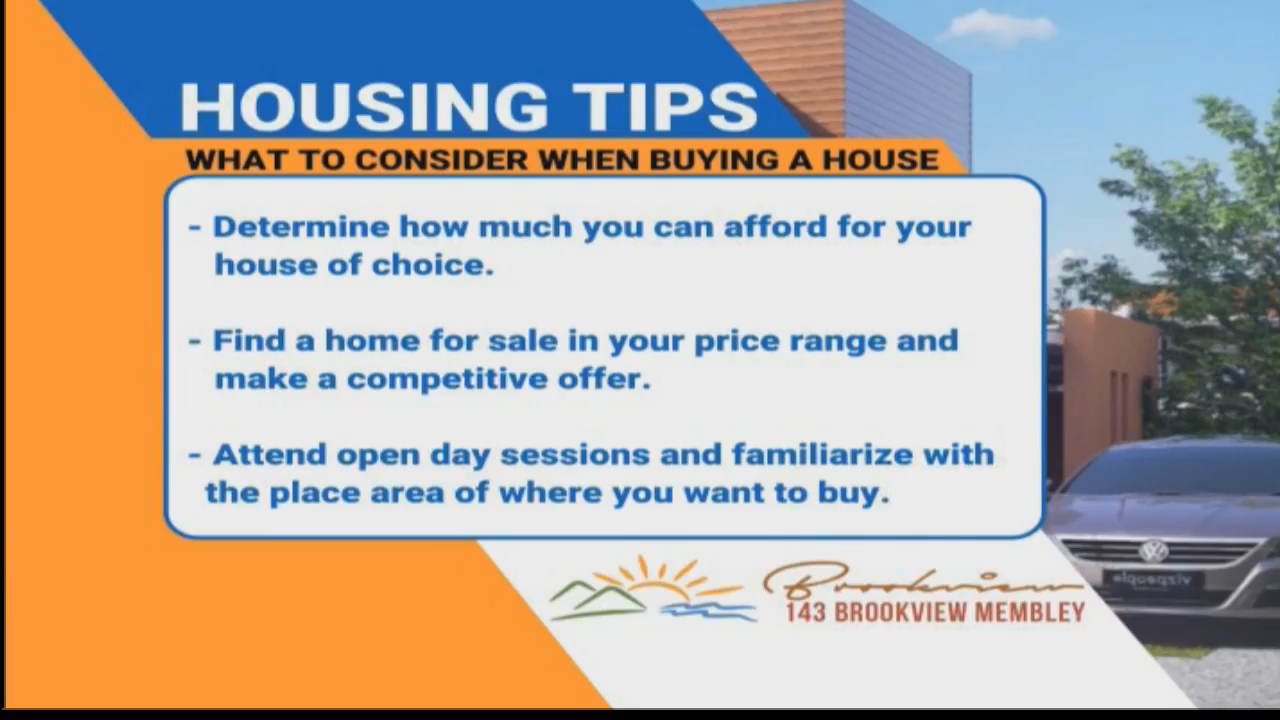 HOUSING TIPS
WHAT TO CONSIDER WHEN BUYING A HOUSE
- Determine how much you can afford for your
house of choice.
- Find a home for sale in your price range and
make a competitive offer.
- Attend open day sessions and familiarize with
the place area of where you want to buy.
Brookview
143 BROOKVIEW MEMBLEY
vizpeople